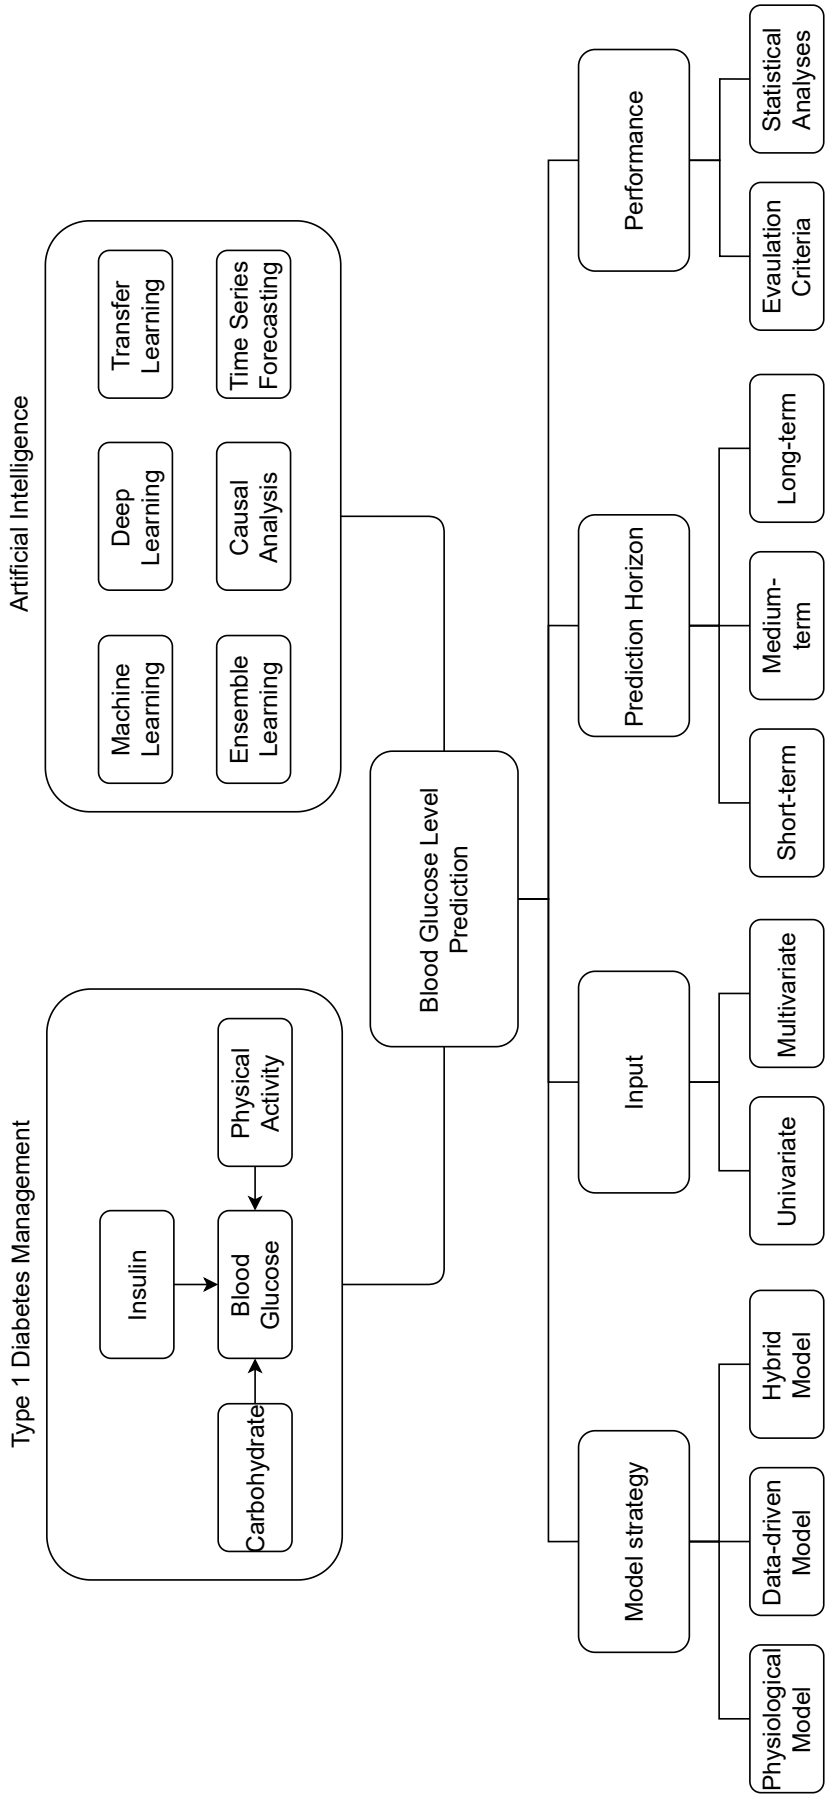 Type 1 Diabetes Management
Artificial Intelligence
Insulin
Carbohydrate
Blood
Glucose
Physical
Activity
Machine
Learning
Deep
Learning
Transfer
Learning
Ensemble
Learning
Causal
Analysis
Time Series
Forecasting
Blood Glucose Level
Prediction
Model strategy
Input
Prediction Horizon
Performance
Physiological
Model
Data-driven
Model
Hybrid
Model
Univariate
Multivariate
Short-term
Medium-
term
Long-term
Evaulation
Criteria
Statistical
Analyses